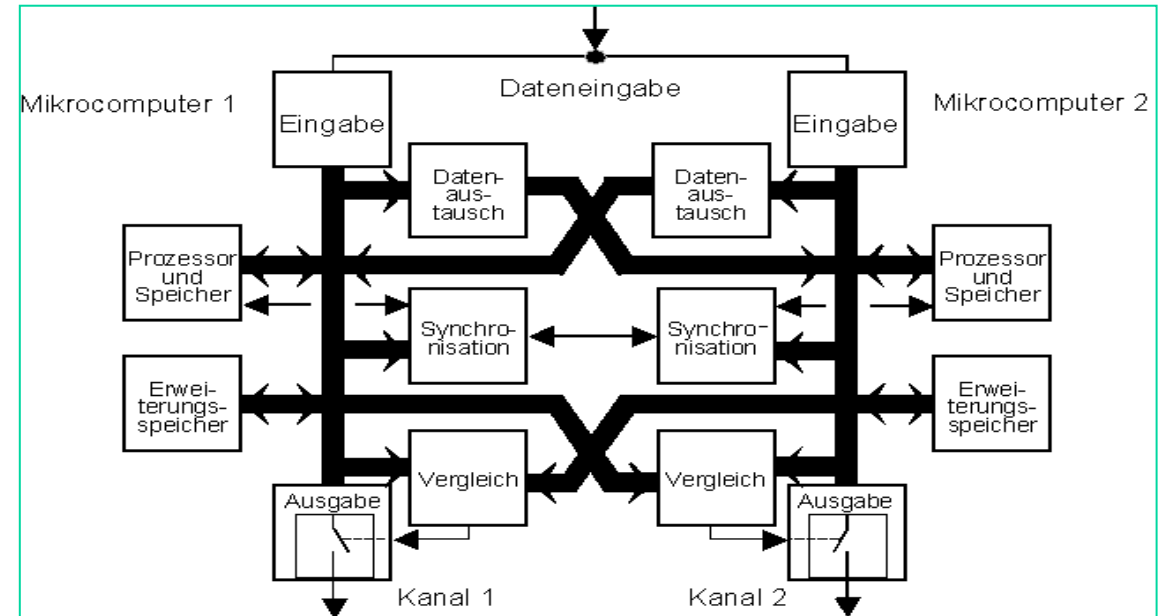 Dateneingabe
Mikrocomputer 1
Mikrocomputer 2
Eingabe
Eingabe
Daten-
aus-
tausch
Daten-
aus-
tausch
Prozessor
und
Speicher
Prozessor
und
Speicher
Synchro-
nisation
Synchro-
nisation
Erwei-
terungs-
speicher
Erwei-
terungs-
speicher
Vergleich
Vergleich
Ausgabe
Ausgabe
Kanal 1
Kanal 2